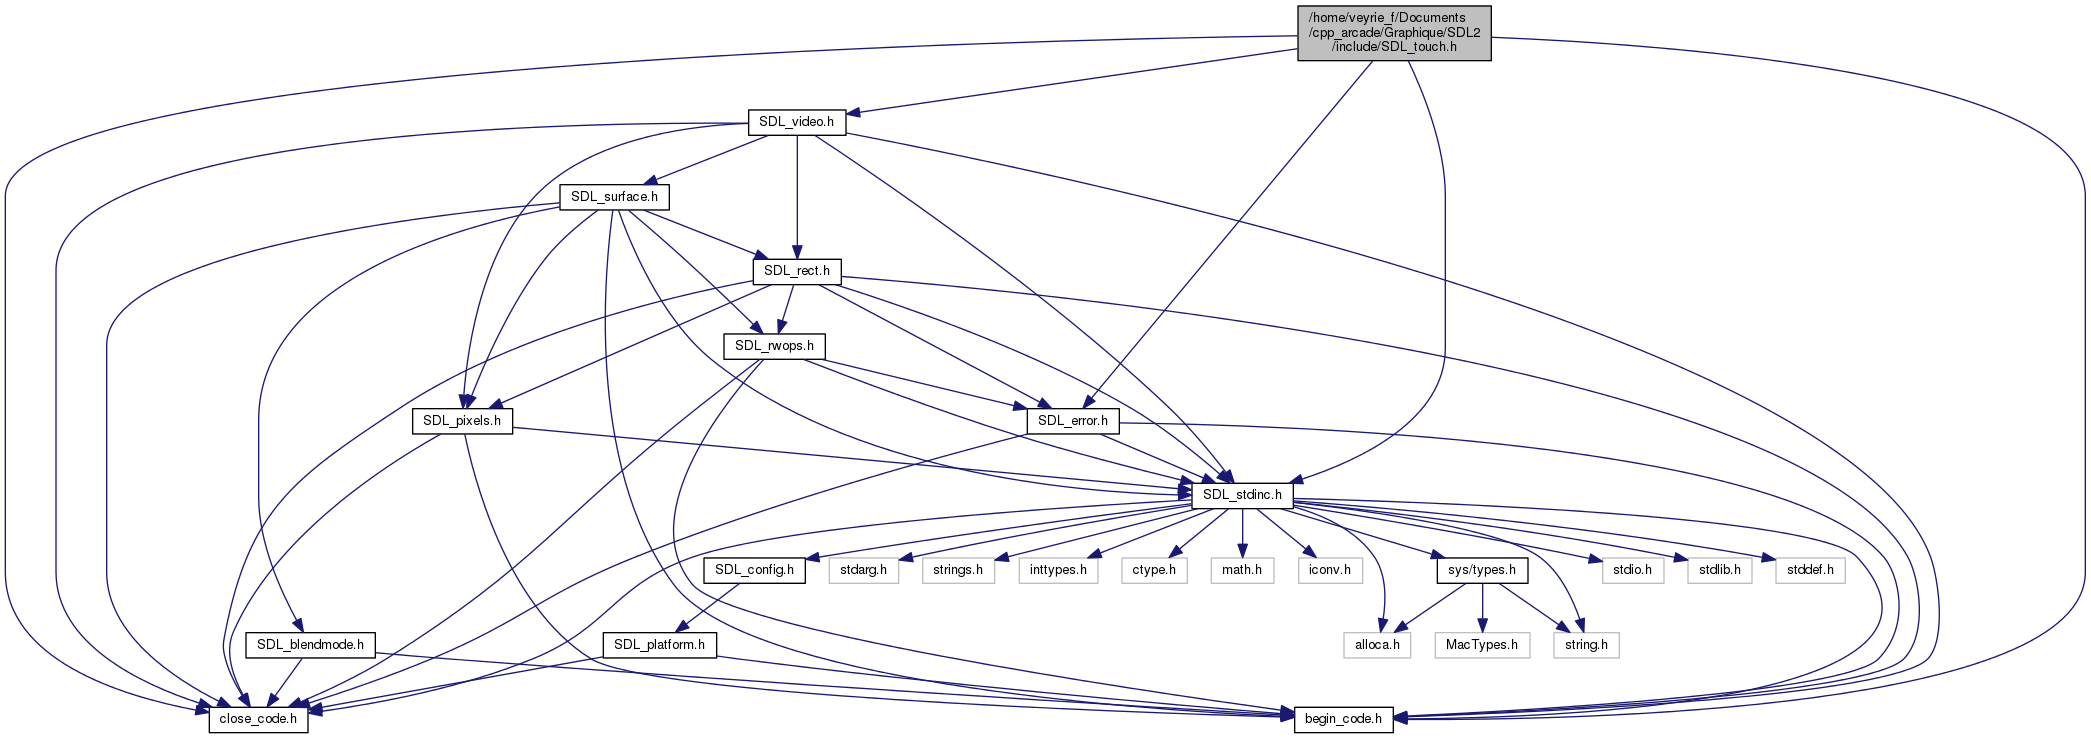 /home/veyrie_f/Documents
/cpp_arcade/Graphique/SDL2
/include/SDL_touch.h
SDL_video.h
SDL_surface.h
SDL_rect.h
SDL_rwops.h
SDL_pixels.h
SDL_error.h
SDL_stdinc.h
SDL_config.h
stdarg.h
strings.h
inttypes.h
ctype.h
math.h
iconv.h
sys/types.h
stdio.h
stdlib.h
stddef.h
SDL_blendmode.h
SDL_platform.h
alloca.h
MacTypes.h
string.h
close_code.h
begin_code.h